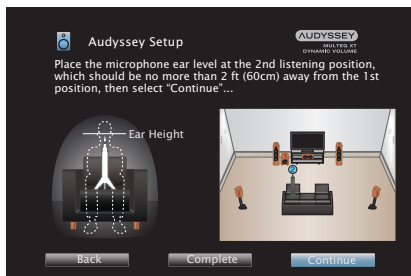 Audyssey Setup
AUDYSSEY
MULTEQ XT
DYNAMIC VOLUME
Place the microphone ear level at the 2nd listening position,
which should be no more than 2 ft (60cm) away from the 1st
position, then select “Continue”...
Ear Height
2
Back
Complete
Continue